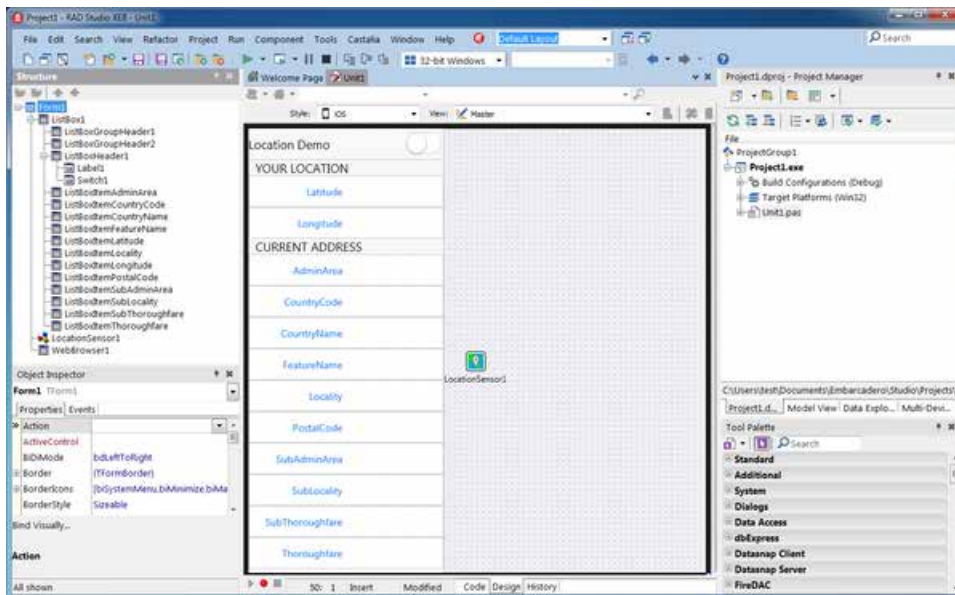 Project1 - RAD Studio XE8 - Unit1
File Edit Search View Refactor Project Run Component Tools Castalia Window Help
Default Layout
Search
32-bit Windows
Structure
Form1
ListBox1
ListBoxGroupHeader1
ListBoxGroupHeader2
ListBoxHeader1
Label1
Switch1
ListBoxItemAdminArea
ListBoxItemCountryCode
ListBoxItemCountryName
ListBoxItemFeatureName
ListBoxItemLatitude
ListBoxItemLocality
ListBoxItemLongitude
ListBoxItemPostalCode
ListBoxItemSubAdminArea
ListBoxItemSubLocality
ListBoxItemSubThoroughfare
ListBoxItemThoroughfare
LocationSensor1
WebBrowser1
Object Inspector
Form1 TForm1
Properties Events
Action
ActiveControl
BiDiMode bdLeftToRight
Border (TFormBorder)
BorderIcons [biSystemMenu,biMinimize,biMa
BorderStyle Sizeable
Bind Visually...
Action
All shown
Welcome Page Unit1
Style: iOS View: Master
Location Demo
YOUR LOCATION
Latitude
Longitude
CURRENT ADDRESS
AdminArea
CountryCode
CountryName
FeatureName
Locality
PostalCode
SubAdminArea
SubLocality
SubThoroughfare
Thoroughfare
LocationSensor1
50: 1 Insert Modified Code Design History
Project1.dproj - Project Manager
File
ProjectGroup1
Project1.exe
Build Configurations (Debug)
Target Platforms (Win32)
Unit1.pas
C:\Users\test\Documents\Embarcadero\Studio\Projects\
Project1.d... Model View Data Explo... Multi-Devi...
Tool Palette
Search
Standard
Additional
System
Dialogs
Data Access
dbExpress
Datasnap Client
Datasnap Server
FireDAC